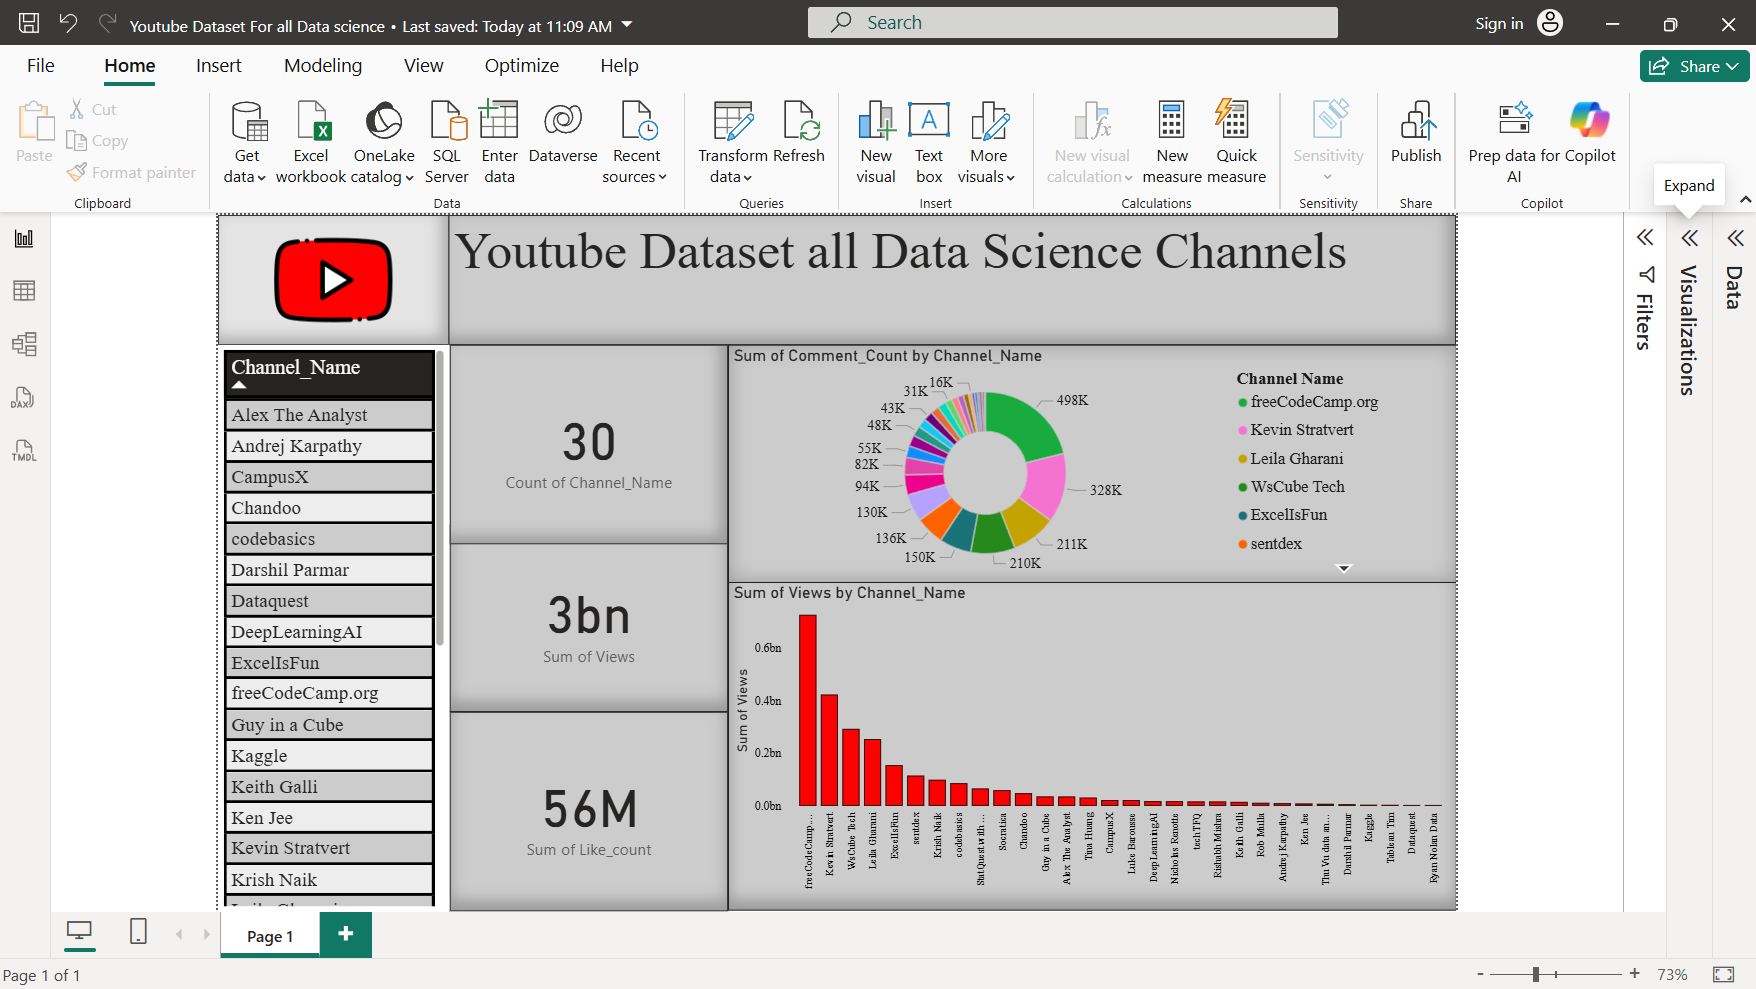 Youtube Dataset For all Data science • Last saved: Today at 11:09 AM
Search
Sign in
File
Home
Insert
Modeling
View
Optimize
Help
Share
Paste
Cut
Copy
Format painter
Clipboard
Get data
Excel workbook
OneLake catalog
SQL Server
Enter data
Dataverse
Recent sources
Data
Transform data
Refresh
Queries
New visual
Text box
More visuals
Insert
New visual calculation
New measure
Quick measure
Calculations
Sensitivity
Sensitivity
Publish
Share
Prep data for AI
Copilot
Copilot
Expand
DAX
TMDL
Youtube Dataset all Data Science Channels
Channel_Name
Alex The Analyst
Andrej Karpathy
CampusX
Chandoo
codebasics
Darshil Parmar
Dataquest
DeepLearningAI
ExcelIsFun
freeCodeCamp.org
Guy in a Cube
Kaggle
Keith Galli
Ken Jee
Kevin Stratvert
Krish Naik
30
Count of Channel_Name
3bn
Sum of Views
56M
Sum of Like_count
Sum of Comment_Count by Channel_Name
498K
328K
211K
210K
150K
136K
130K
94K
82K
55K
48K
43K
31K
16K
Channel Name
freeCodeCamp.org
Kevin Stratvert
Leila Gharani
WsCube Tech
ExcelIsFun
sentdex
Sum of Views by Channel_Name
Sum of Views
0.6bn
0.4bn
0.2bn
0.0bn
freeCodeCamp....
Kevin Stratvert
WsCube Tech
Leila Gharani
ExcelIsFun
sentdex
Krish Naik
codebasics
StatQuest with ...
Socratica
Chandoo
Guy in a Cube
Alex The Analyst
Tina Huang
CampusX
Luke Barousse
DeepLearningAI
Nicholas Renotte
techTFQ
Rishabh Mishra
Keith Galli
Rob Mulla
Andrej Karpathy
Ken Jee
Thu Vu data an...
Darshil Parmar
Kaggle
Tableau Tim
Dataquest
Ryan Nolan Data
Filters
Visualizations
Data
Page 1
+
Page 1 of 1
- + 73%